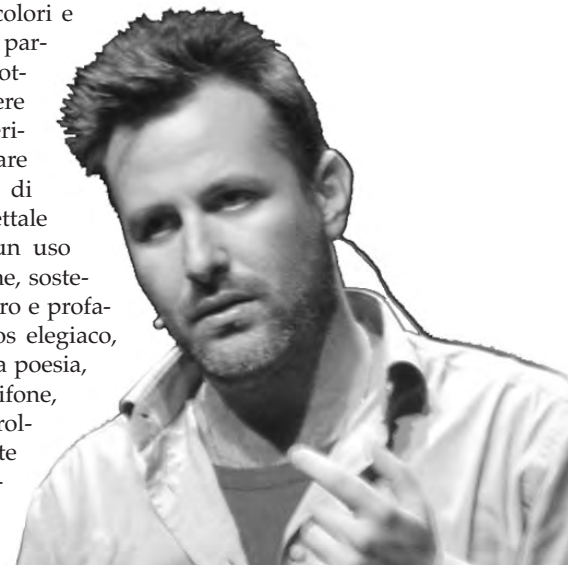 colori e
par-
ot-
ere
eri-
are
di
ettale
un uso
ne, soste-
ro e profa-
os elegiaco,
a poesia,
ifone,
rol-
te
-